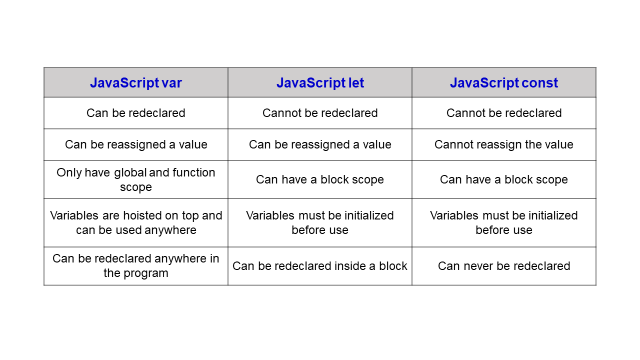 JavaScript var JavaScript let JavaScript const
Can be redeclared Cannot be redeclared Cannot be redeclared
Can be reassigned a value Can be reassigned a value Cannot reassign the value
Only have global and function
scope
Can have a block scope Can have a block scope
Variables are hoisted on top and
can be used anywhere
Variables must be initialized
before use
Variables must be initialized
before use
Can be redeclared anywhere in
the program
Can be redeclared inside a block Can never be redeclared